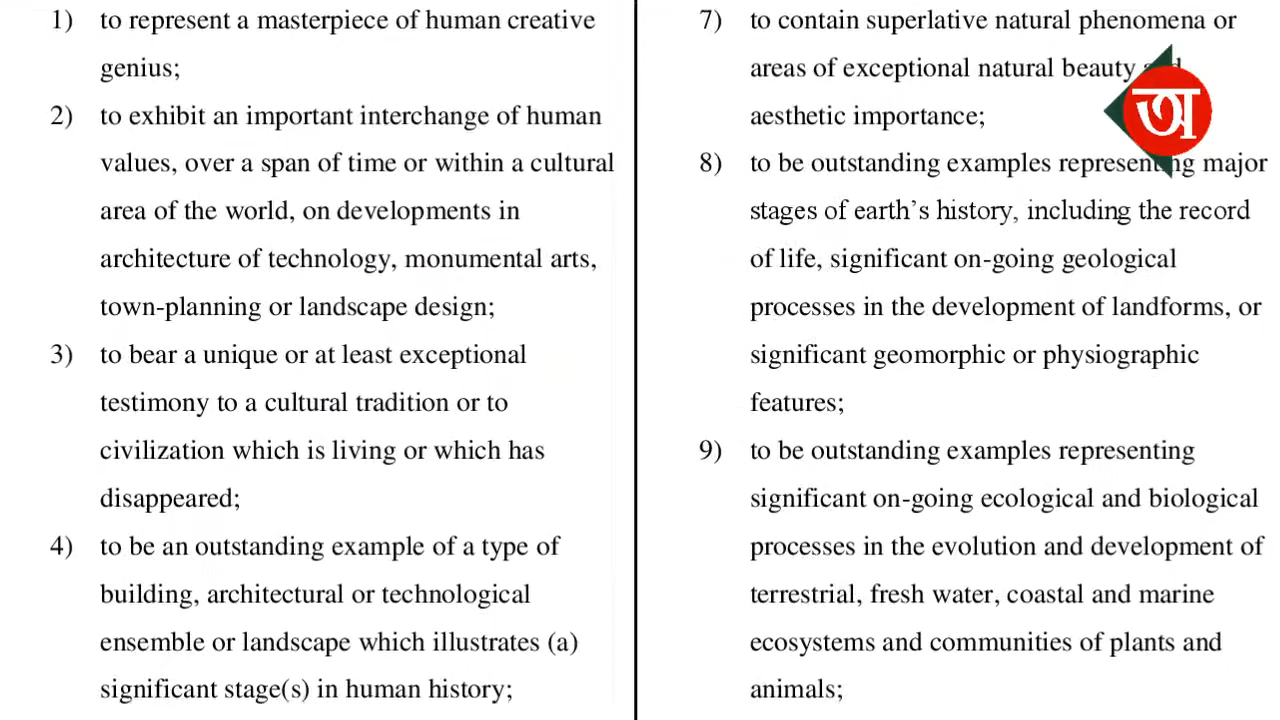 1) to represent a masterpiece of human creative
genius;
2) to exhibit an important interchange of human
values, over a span of time or within a cultural
area of the world, on developments in
architecture of technology, monumental arts,
town-planning or landscape design;
3) to bear a unique or at least exceptional
testimony to a cultural tradition or to
civilization which is living or which has
disappeared;
4) to be an outstanding example of a type of
building, architectural or technological
ensemble or landscape which illustrates (a)
significant stage(s) in human history;
7) to contain superlative natural phenomena or
areas of exceptional natural beauty
aesthetic importance;
8) to be outstanding examples representing major
stages of earth’s history, including the record
of life, significant on-going geological
processes in the development of landforms, or
significant geomorphic or physiographic
features;
9) to be outstanding examples representing
significant on-going ecological and biological
processes in the evolution and development of
terrestrial, fresh water, coastal and marine
ecosystems and communities of plants and
animals;
অ